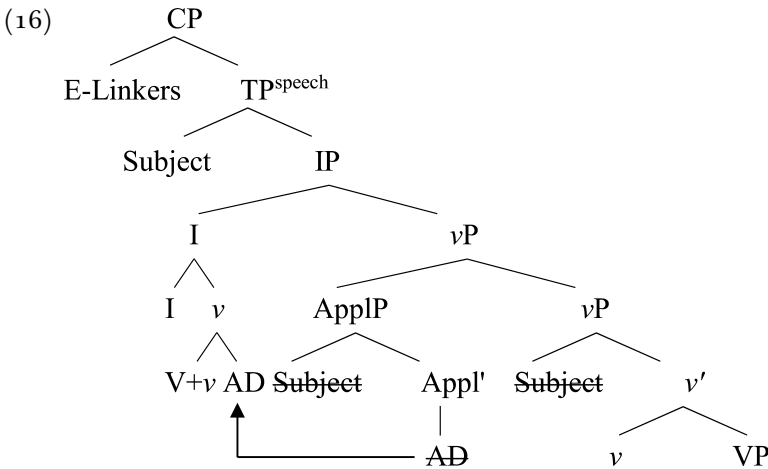 (16) CP
E-Linkers TPspeech
Subject IP
I vP
I v ApplP vP
V+v AD Subject Appl' Subject v'
AD v VP